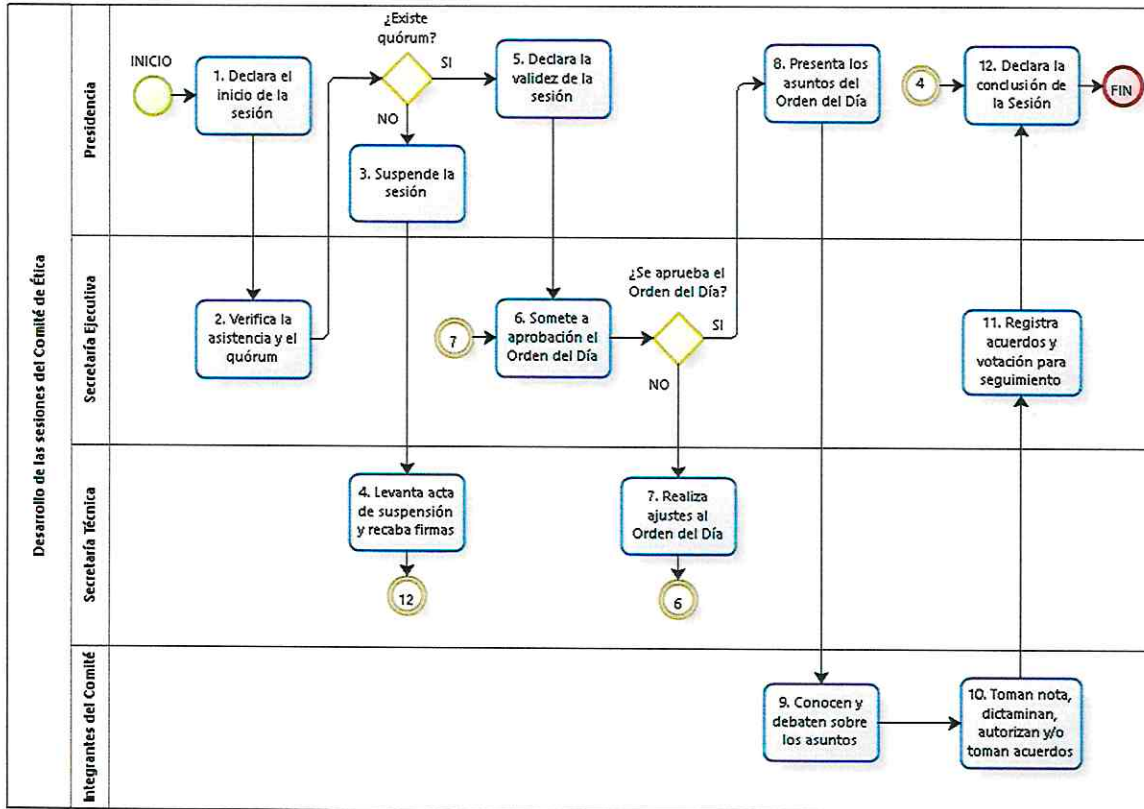 Desarrollo de las sesiones del Comité de Ética
Presidencia
INICIO
1. Declara el
inicio de la
sesión
¿Existe
quórum?
SI
NO
3. Suspende la
sesión
5. Declara la
validez de la
sesión
8. Presenta los
asuntos del
Orden del Día
4
12. Declara la
conclusión de
la Sesión
FIN
Secretaría Ejecutiva
2. Verifica la
asistencia y el
quórum
7
6. Somete a
aprobación el
Orden del Día
¿Se aprueba el
Orden del Día?
SI
NO
11. Registra
acuerdos y
votación para
seguimiento
Secretaría Técnica
4. Levanta acta
de suspensión
y recaba firmas
12
7. Realiza
ajustes al
Orden del Día
6
Integrantes del Comité
9. Conocen y
debaten sobre
los asuntos
10. Toman nota,
dictaminan,
autorizan y/o
toman acuerdos